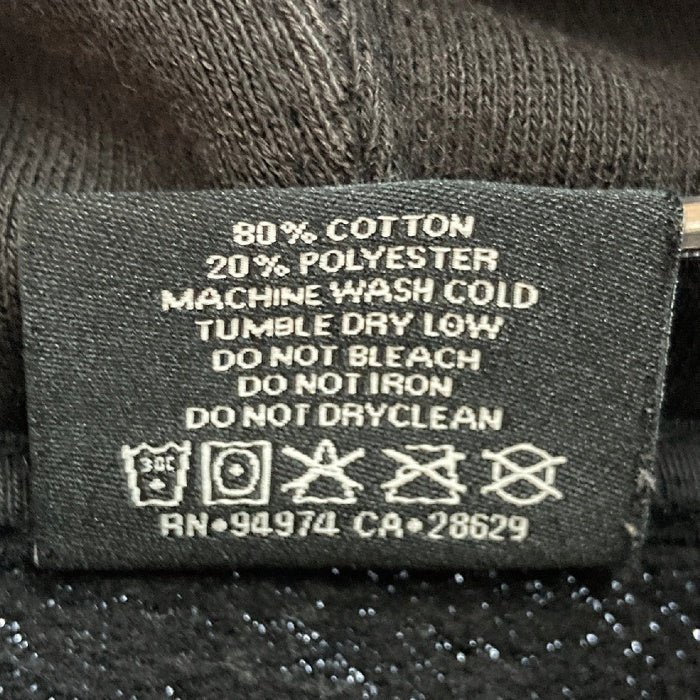 80% COTTON
20% POLYESTER
MACHINE WASH COLD
TUMBLE DRY LOW
DO NOT BLEACH
DO NOT IRON
DO NOT DRYCLEAN
30C
RN•94974 CA•28629